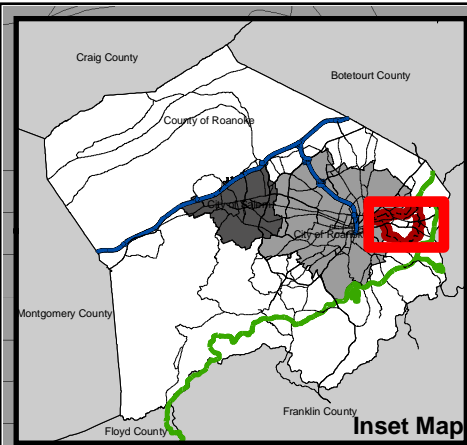 Craig County
Botetourt County
County of Roanoke
City of Salem
City of Roanoke
Montgomery County
Franklin County
Floyd County
Inset Map